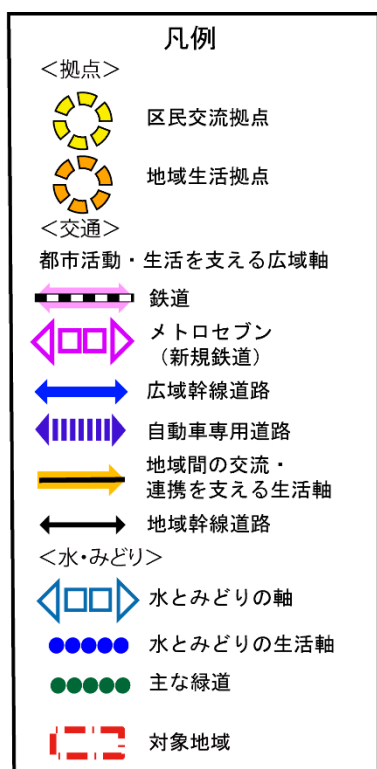 凡例
＜拠点＞
区民交流拠点
地域生活拠点
＜交通＞
都市活動・生活を支える広域軸
鉄道
メトロセブン
（新規鉄道）
広域幹線道路
自動車専用道路
地域間の交流・
連携を支える生活軸
地域幹線道路
＜水・みどり＞
水とみどりの軸
水とみどりの生活軸
主な緑道
対象地域